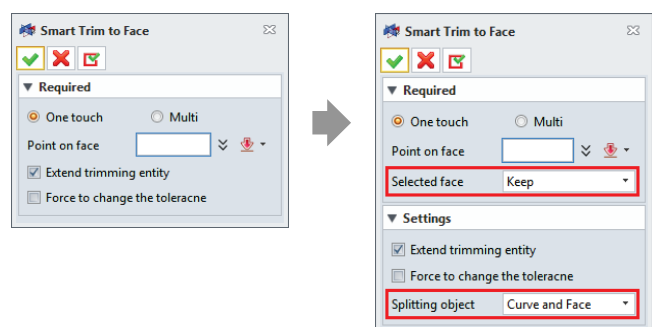 Smart Trim to Face
Required
One touch Multi
Point on face
Extend trimming entity
Force to change the toleracne
Smart Trim to Face
Required
One touch Multi
Point on face
Selected face Keep
Settings
Extend trimming entity
Force to change the toleracne
Splitting object Curve and Face